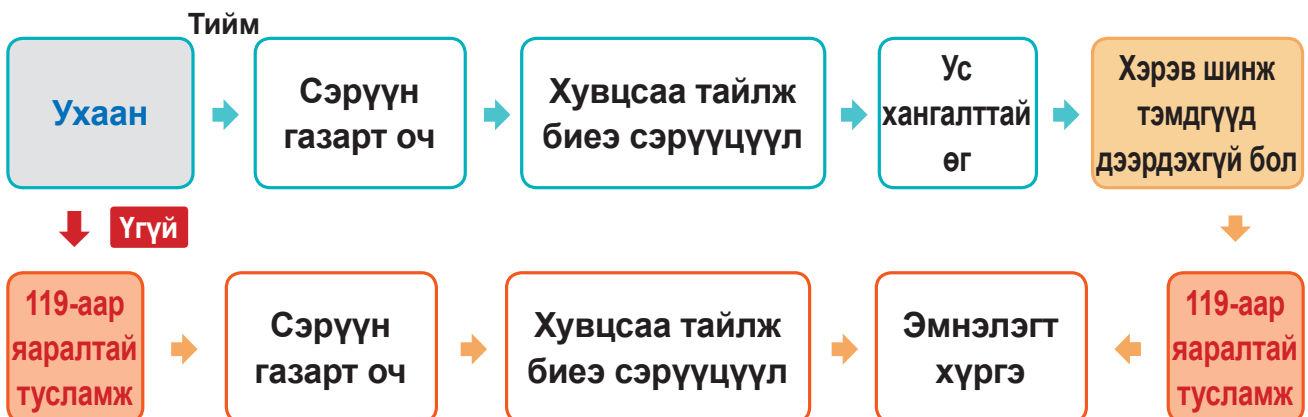 Тийм
Ухаан
Сэрүүн
газарт оч
Хувцсаа тайлж
биеэ сэрүүцүүл
Ус
хангалттай
өг
Хэрэв шинж
тэмдгүүд
дээрдэхгүй бол
Үгүй
119-аар
яаралтай
тусламж
Сэрүүн
газарт оч
Хувцсаа тайлж
биеэ сэрүүцүүл
Эмнэлэгт
хүргэ
119-аар
яаралтай
тусламж